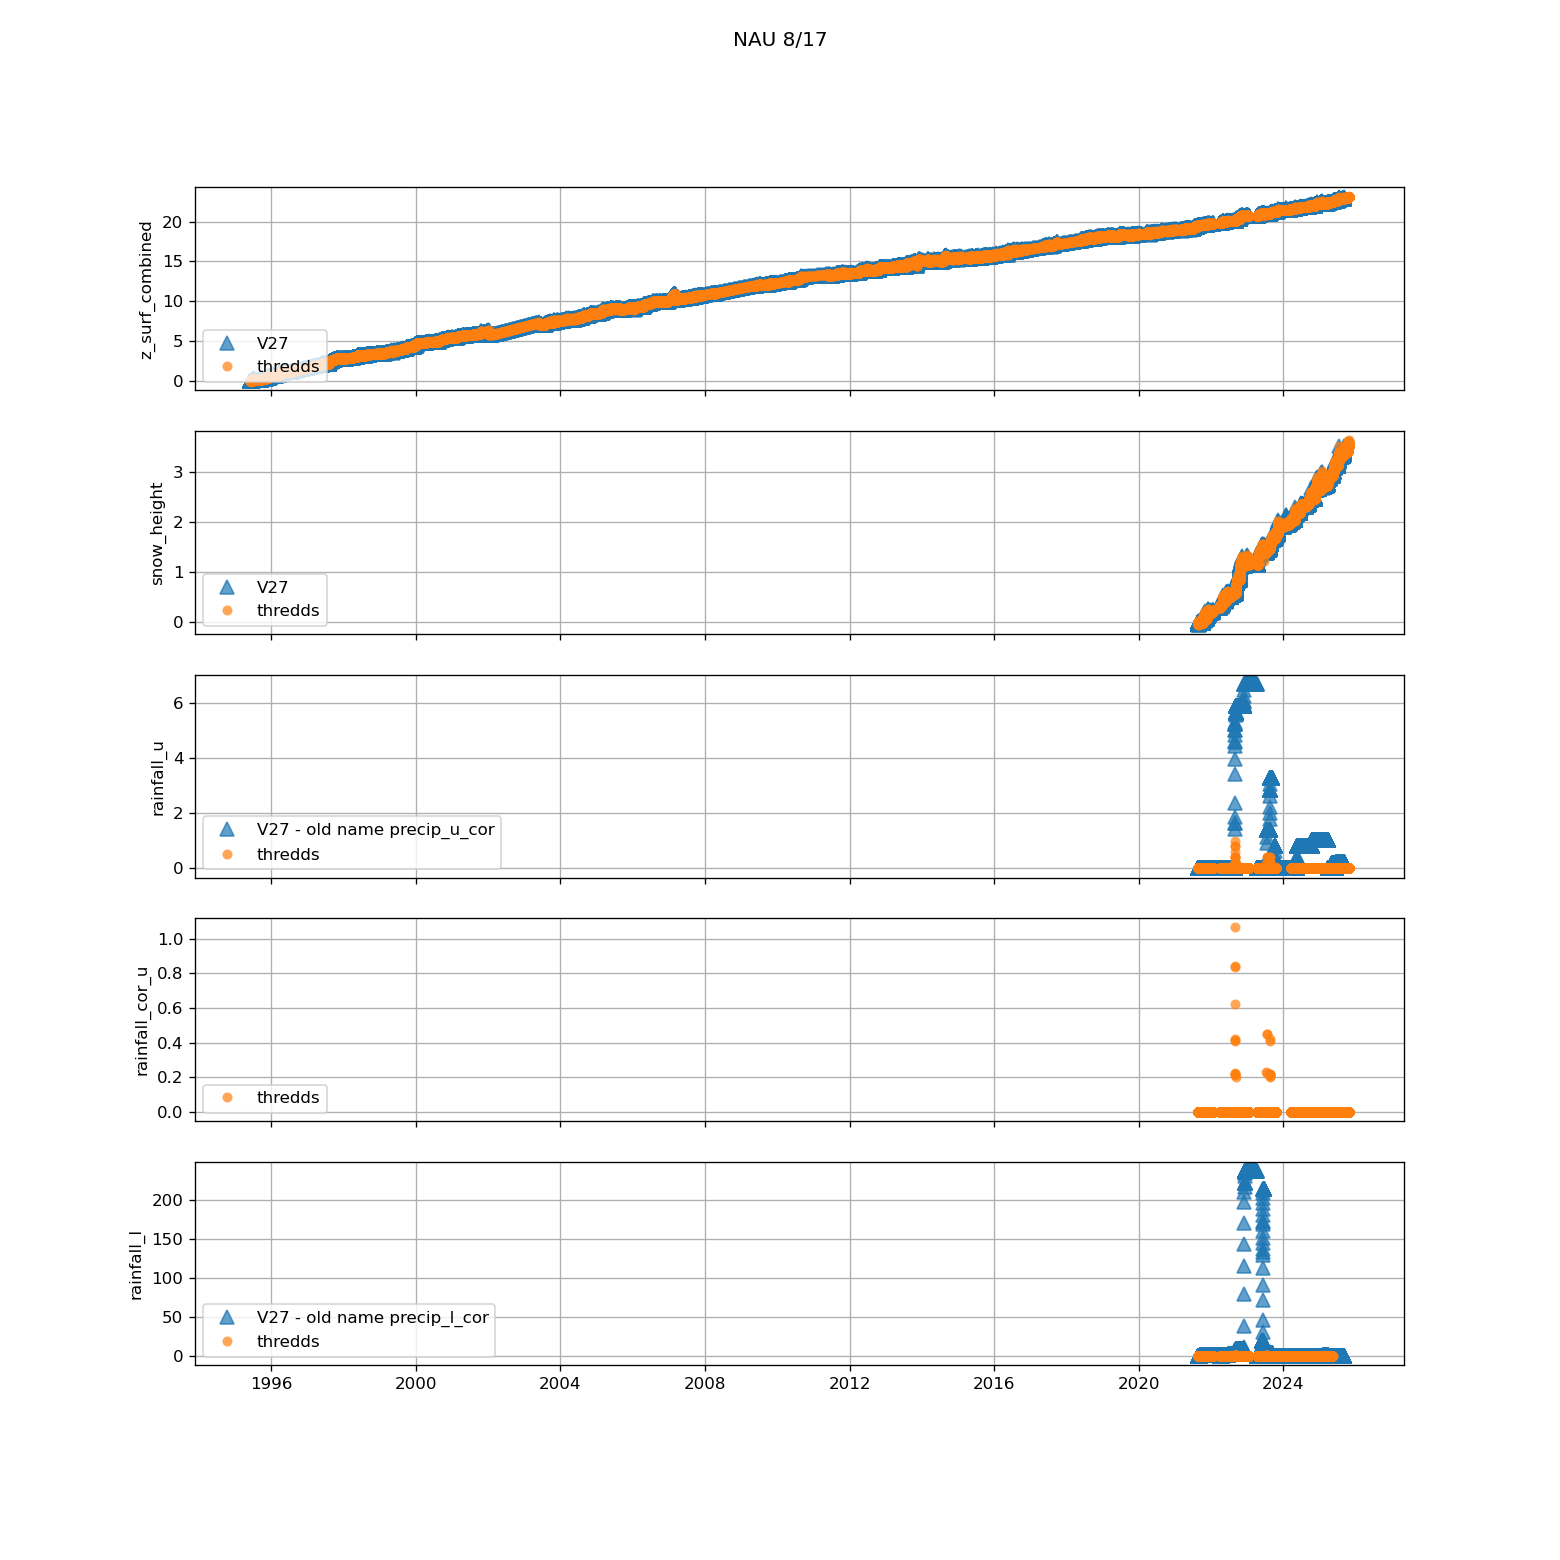 NAU 8/17
z_surf_combined
20
15
10
5
0
V27
thredds
snow_height
3
2
1
0
V27
thredds
rainfall_u
6
4
2
0
V27 - old name precip_u_cor
thredds
rainfall_cor_u
1.0
0.8
0.6
0.4
0.2
0.0
thredds
rainfall_l
200
150
100
50
0
V27 - old name precip_l_cor
thredds
1996 2000 2004 2008 2012 2016 2020 2024